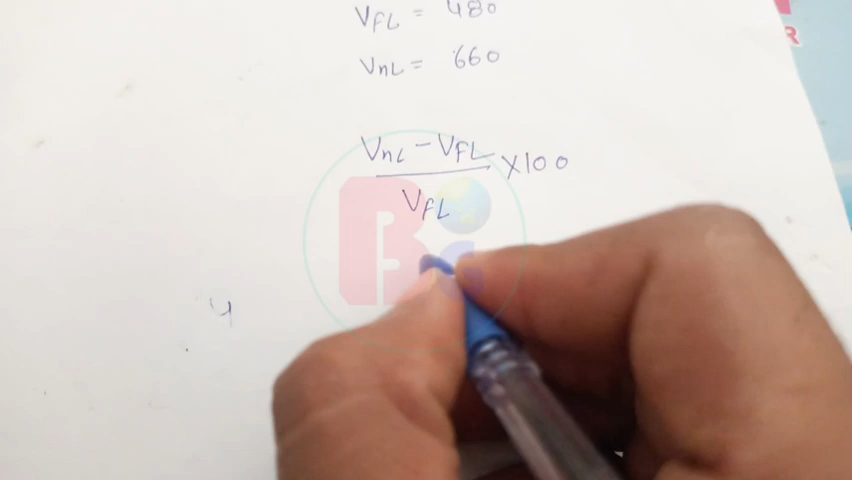 VFL = 480
VnL = 660
VnL - VFL
X100
VFL